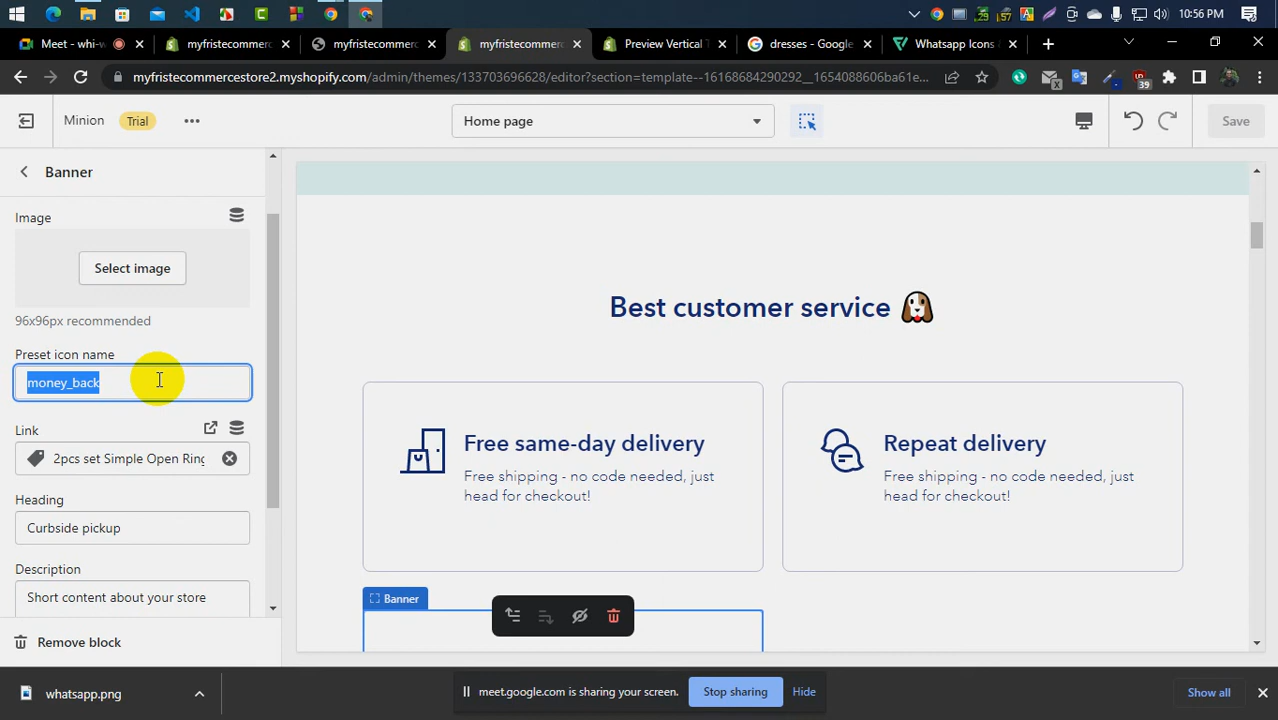 29
57
A
10:56 PM
Meet - whi-w
myfristecommerc
myfristecommerc
myfristecommerc
Preview Vertical T
dresses - Google
Whatsapp Icons &
myfristecommercestore2.myshopify.com/admin/themes/133703696628/editor?section=template--16168684290292__1654088606ba61e...
X
39
Minion
Trial
Home page
Save
Banner
Image
Select image
96x96px recommended
Preset icon name
money_back
Link
2pcs set Simple Open Ring
Heading
Curbside pickup
Description
Short content about your store
Remove block
Best customer service
Free same-day delivery
Free shipping - no code needed, just
head for checkout!
Repeat delivery
Free shipping - no code needed, just
head for checkout!
Banner
whatsapp.png
meet.google.com is sharing your screen.
Stop sharing
Hide
Show all